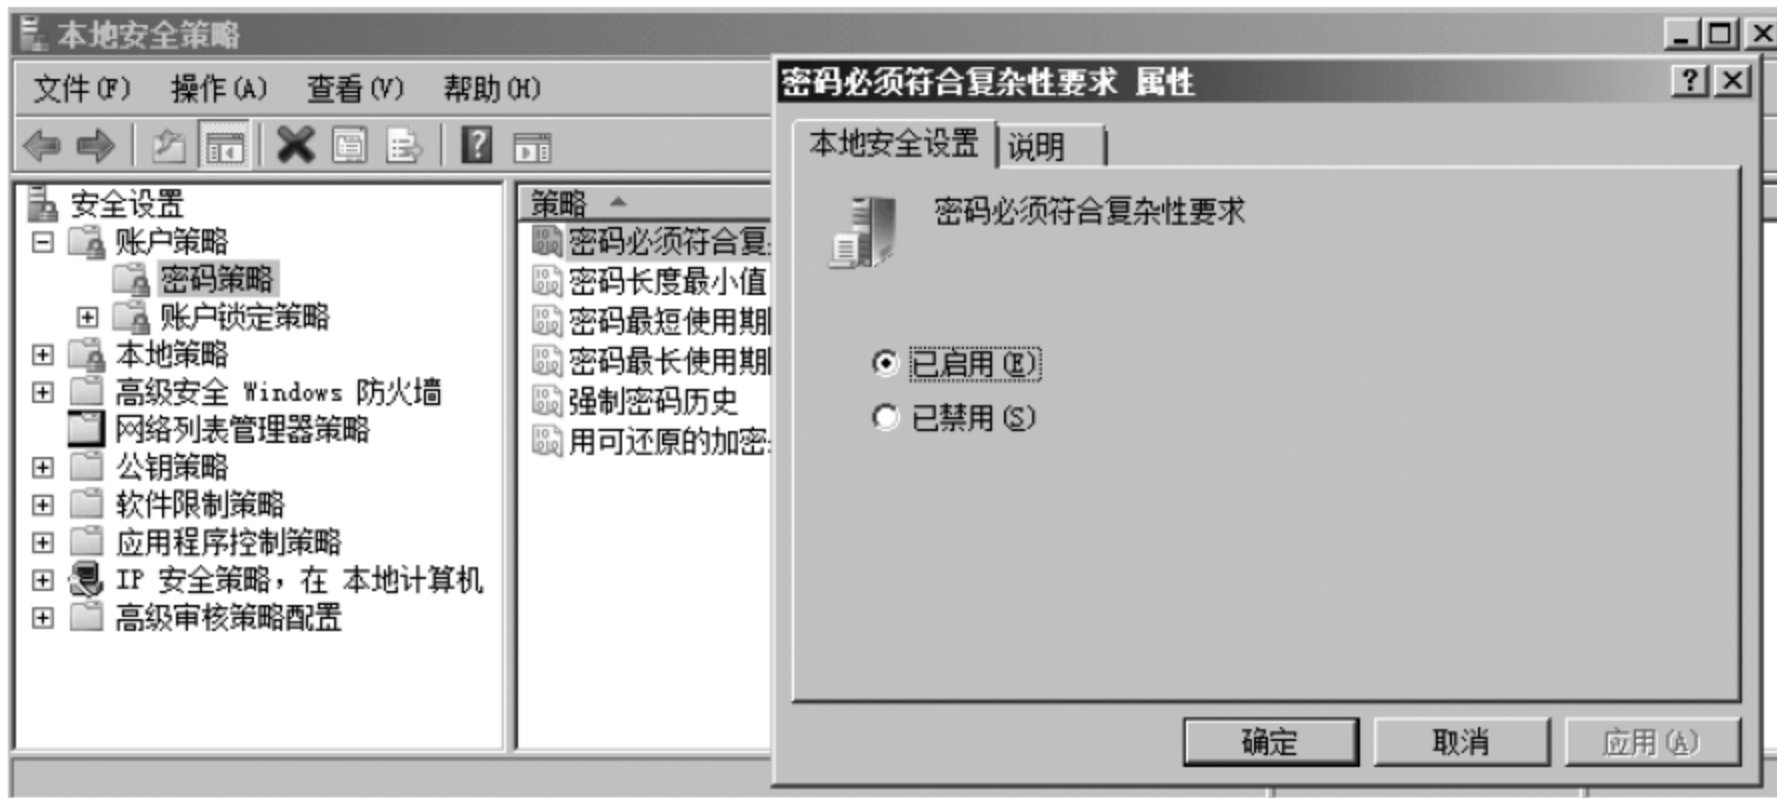 本地安全策略
文件(F) 操作(A) 查看(V) 帮助(H)
安全设置
账户策略
密码策略
账户锁定策略
本地策略
高级安全 Windows 防火墙
网络列表管理器策略
公钥策略
软件限制策略
应用程序控制策略
IP 安全策略，在 本地计算机
高级审核策略配置
策略
密码必须符合复
密码长度最小值
密码最短使用期
密码最长使用期
强制密码历史
用可还原的加密
密码必须符合复杂性要求 属性
本地安全设置 说明
密码必须符合复杂性要求
已启用(E)
已禁用(S)
确定 取消 应用(A)